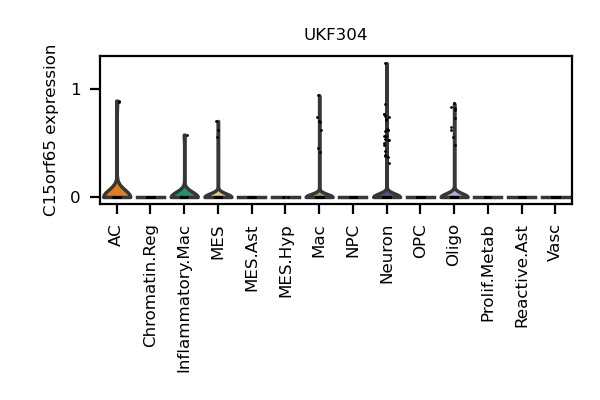 UKF304
C15orf65 expression
1
0
AC
Chromatin.Reg
Inflammatory.Mac
MES
MES.Ast
MES.Hyp
Mac
NPC
Neuron
OPC
Oligo
Prolif.Metab
Reactive.Ast
Vasc